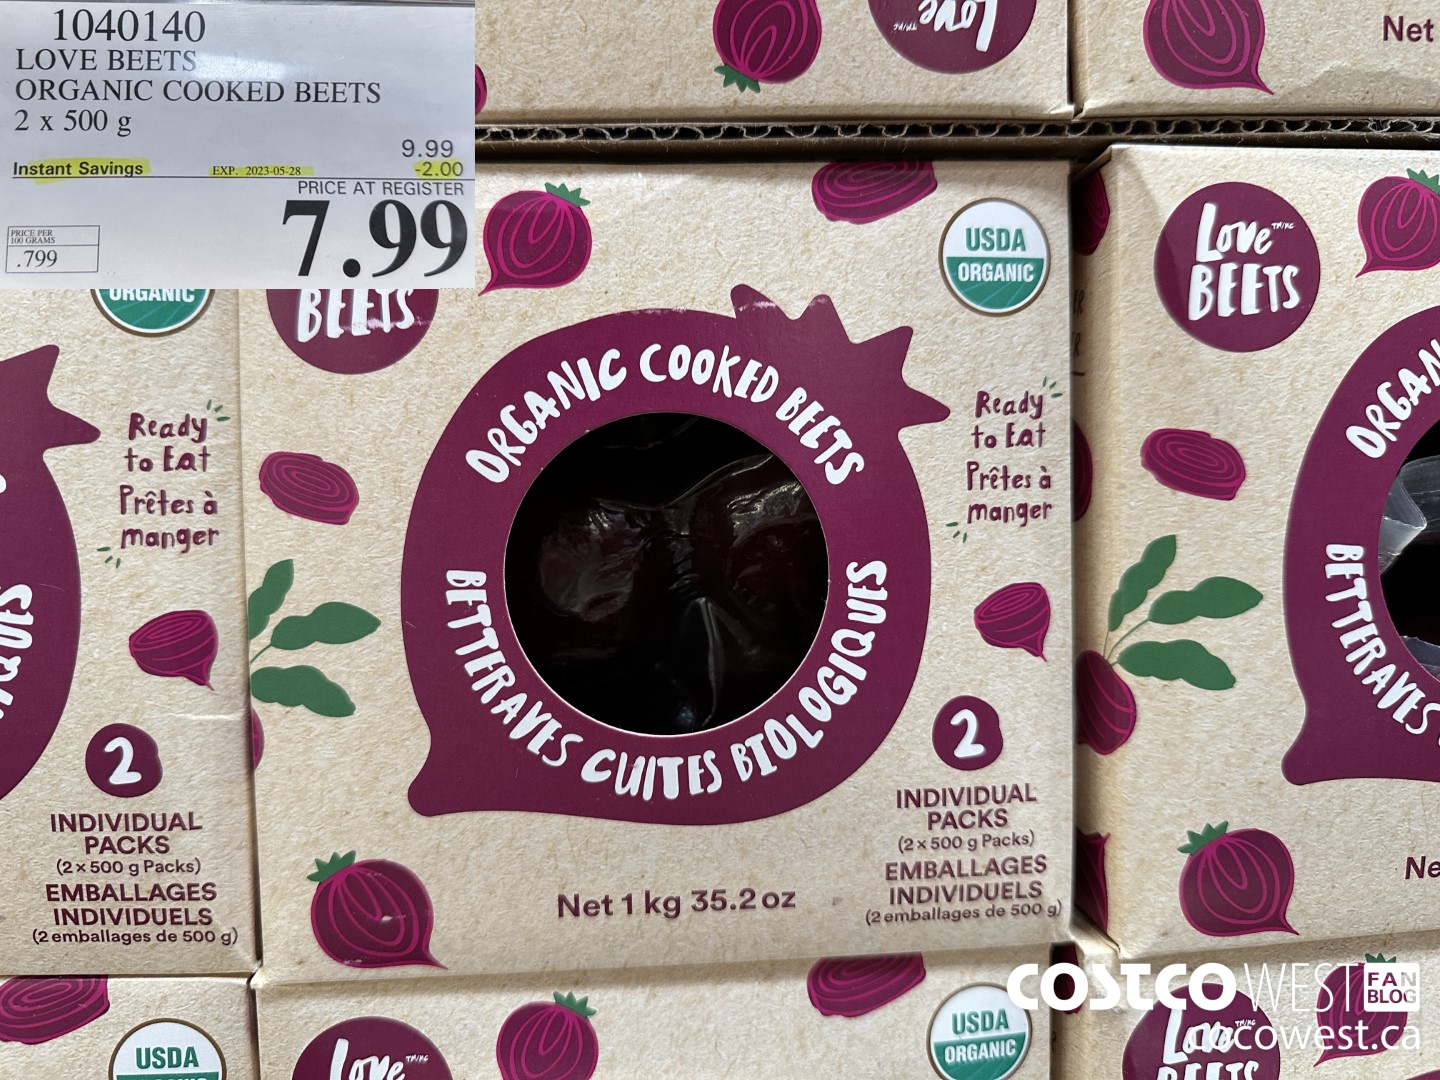 1040140
LOVE BEETS
ORGANIC COOKED BEETS
2 x 500 g
9.99
Instant Savings EXP. 2023-05-28 -2.00
PRICE AT REGISTER
7.99
PRICE PER
100 GRAMS
.799
Love
Net
ORGANIC
BEETS
USDA
ORGANIC
Love
BEETS
ORGANIC COOKED BEETS
BETTERAVES CUITES BIOLOGIQUES
Ready
to Eat
Prêtes à
manger
Ready
to Eat
Prêtes à
manger
2
INDIVIDUAL
PACKS
(2 x 500 g Packs)
EMBALLAGES
INDIVIDUELS
(2 emballages de 500 g)
2
INDIVIDUAL
PACKS
(2 x 500 g Packs)
EMBALLAGES
INDIVIDUELS
(2 emballages de 500 g)
Net 1 kg 35.2 oz
BETTERAVES
USDA
Love
USDA
ORGANIC
Love
BEETS
COSTCO WEST FAN BLOG
cocowest.ca